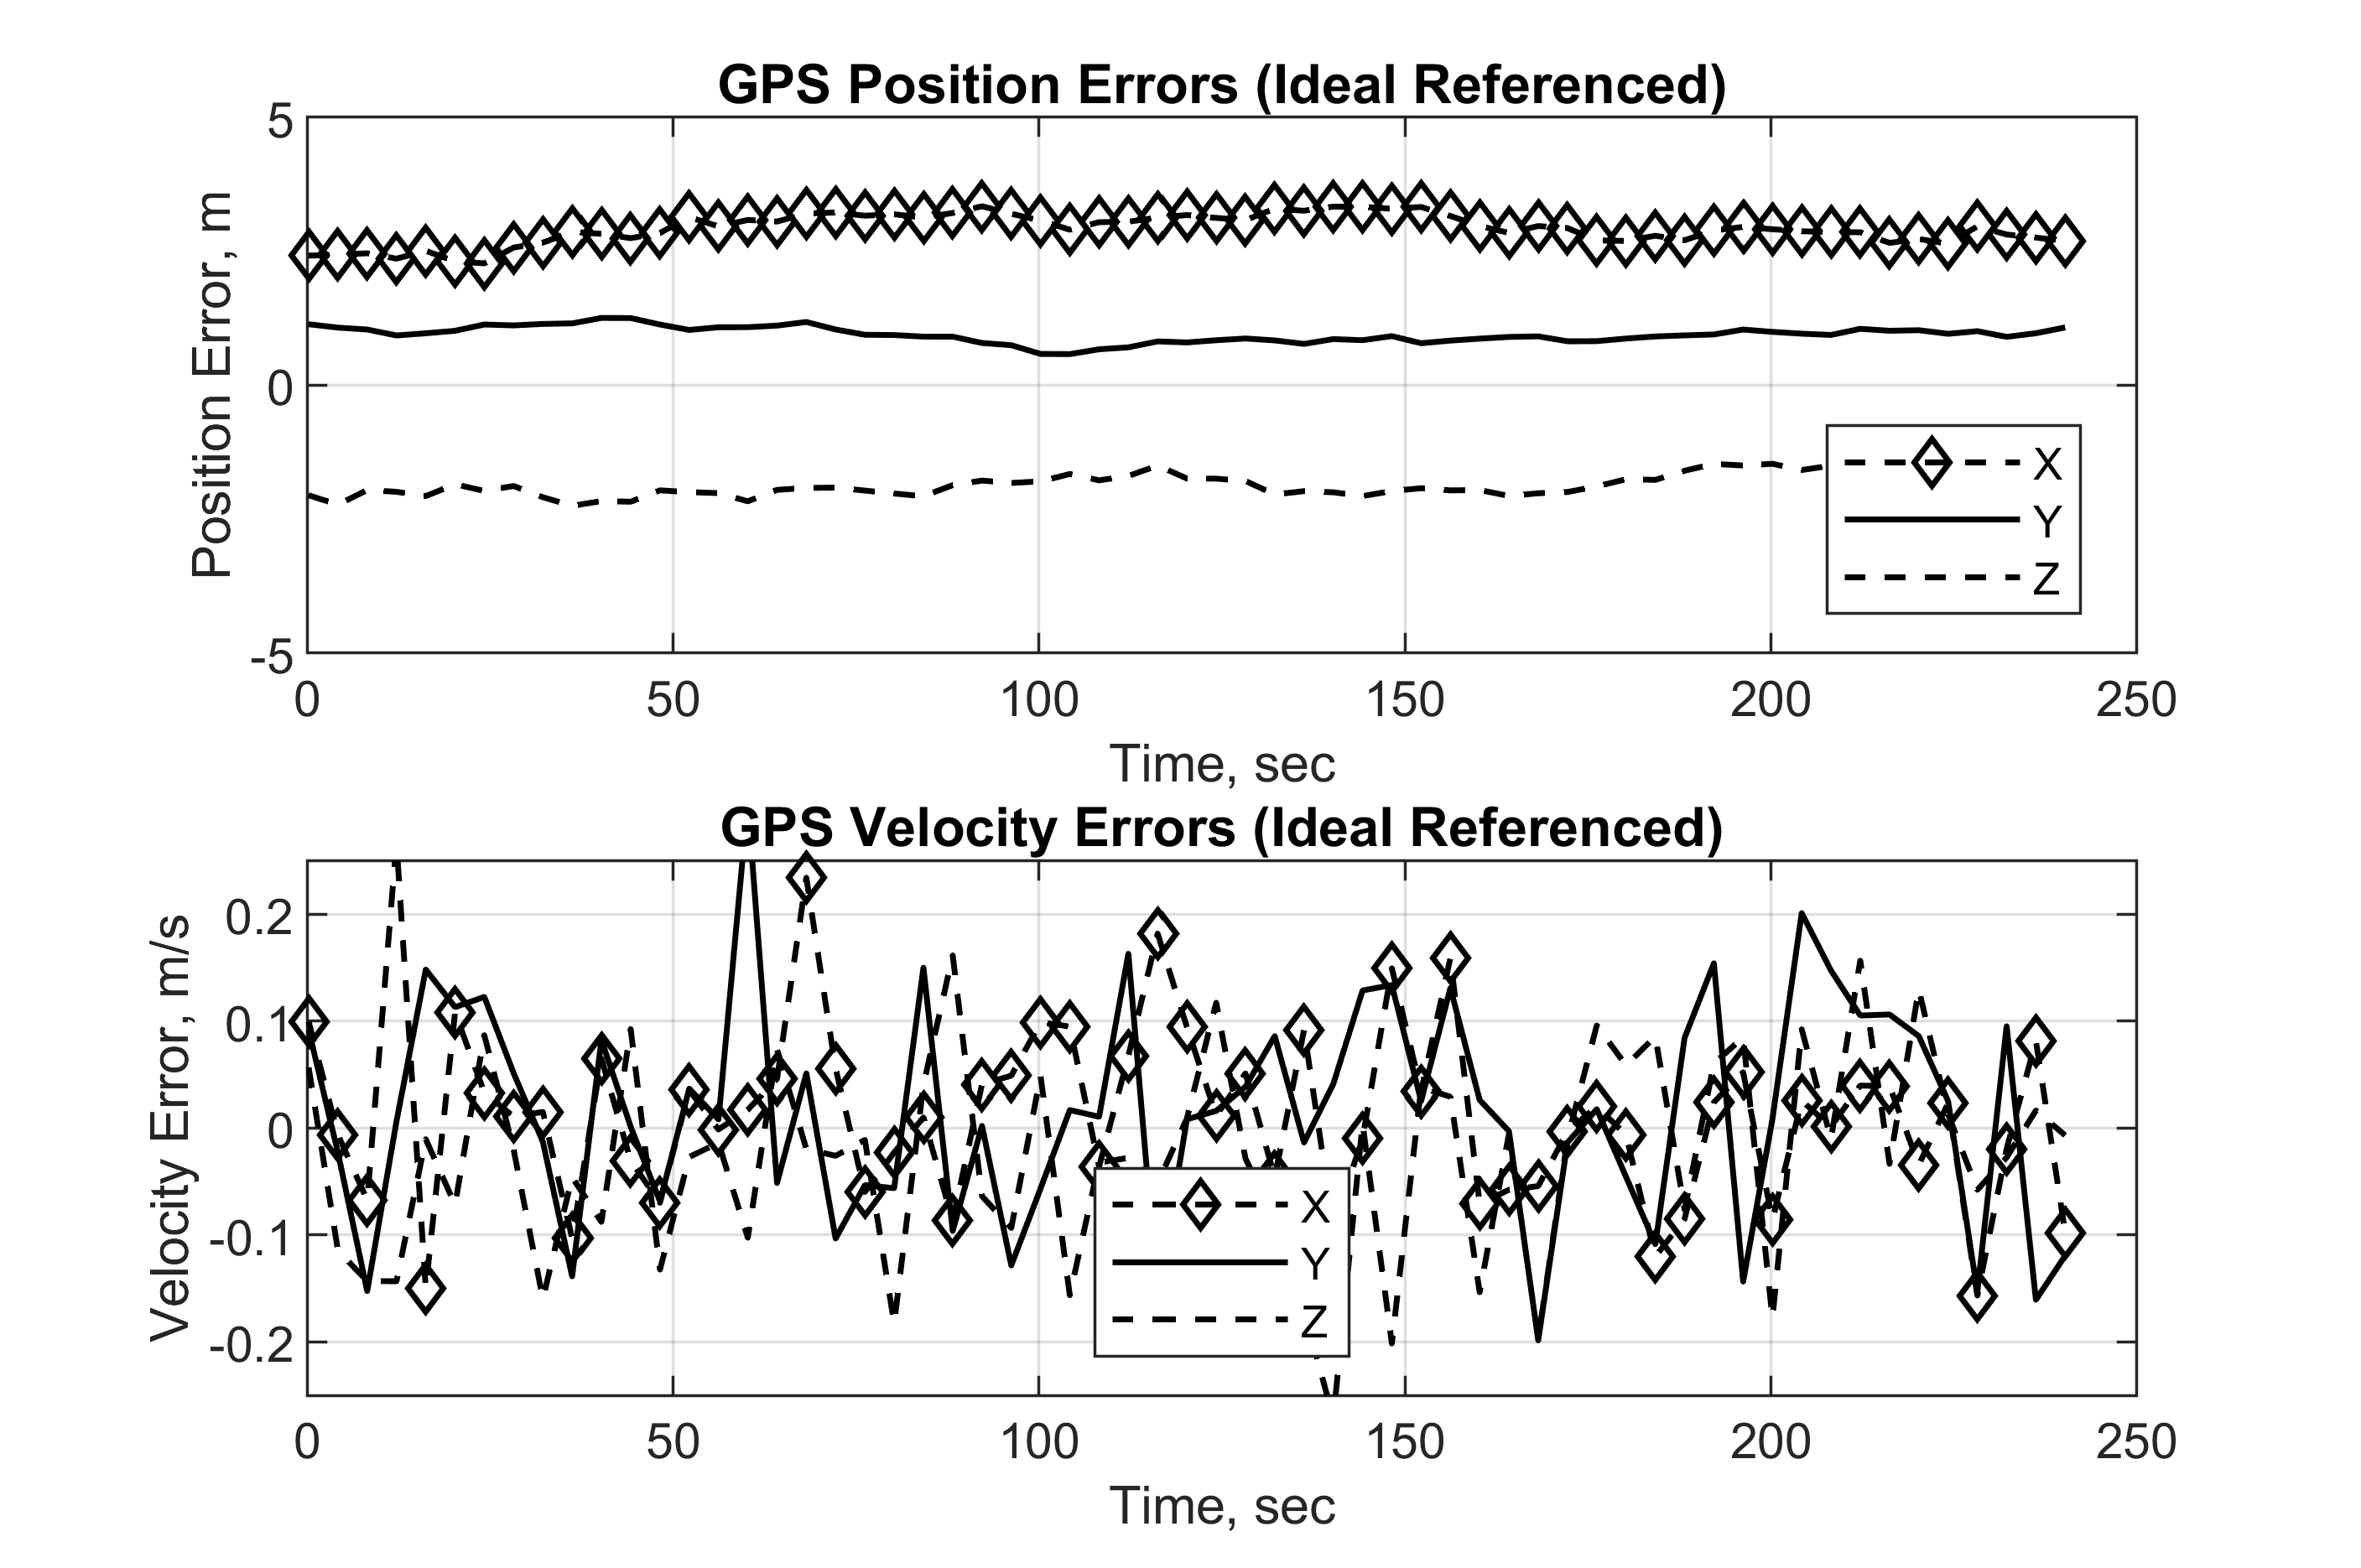 GPS Position Errors (Ideal Referenced)
5
0
-5
Position Error, m
X
Y
Z
0 50 100 150 200 250
Time, sec
GPS Velocity Errors (Ideal Referenced)
0.2
0.1
0
-0.1
-0.2
Velocity Error, m/s
X
Y
Z
0 50 100 150 200 250
Time, sec